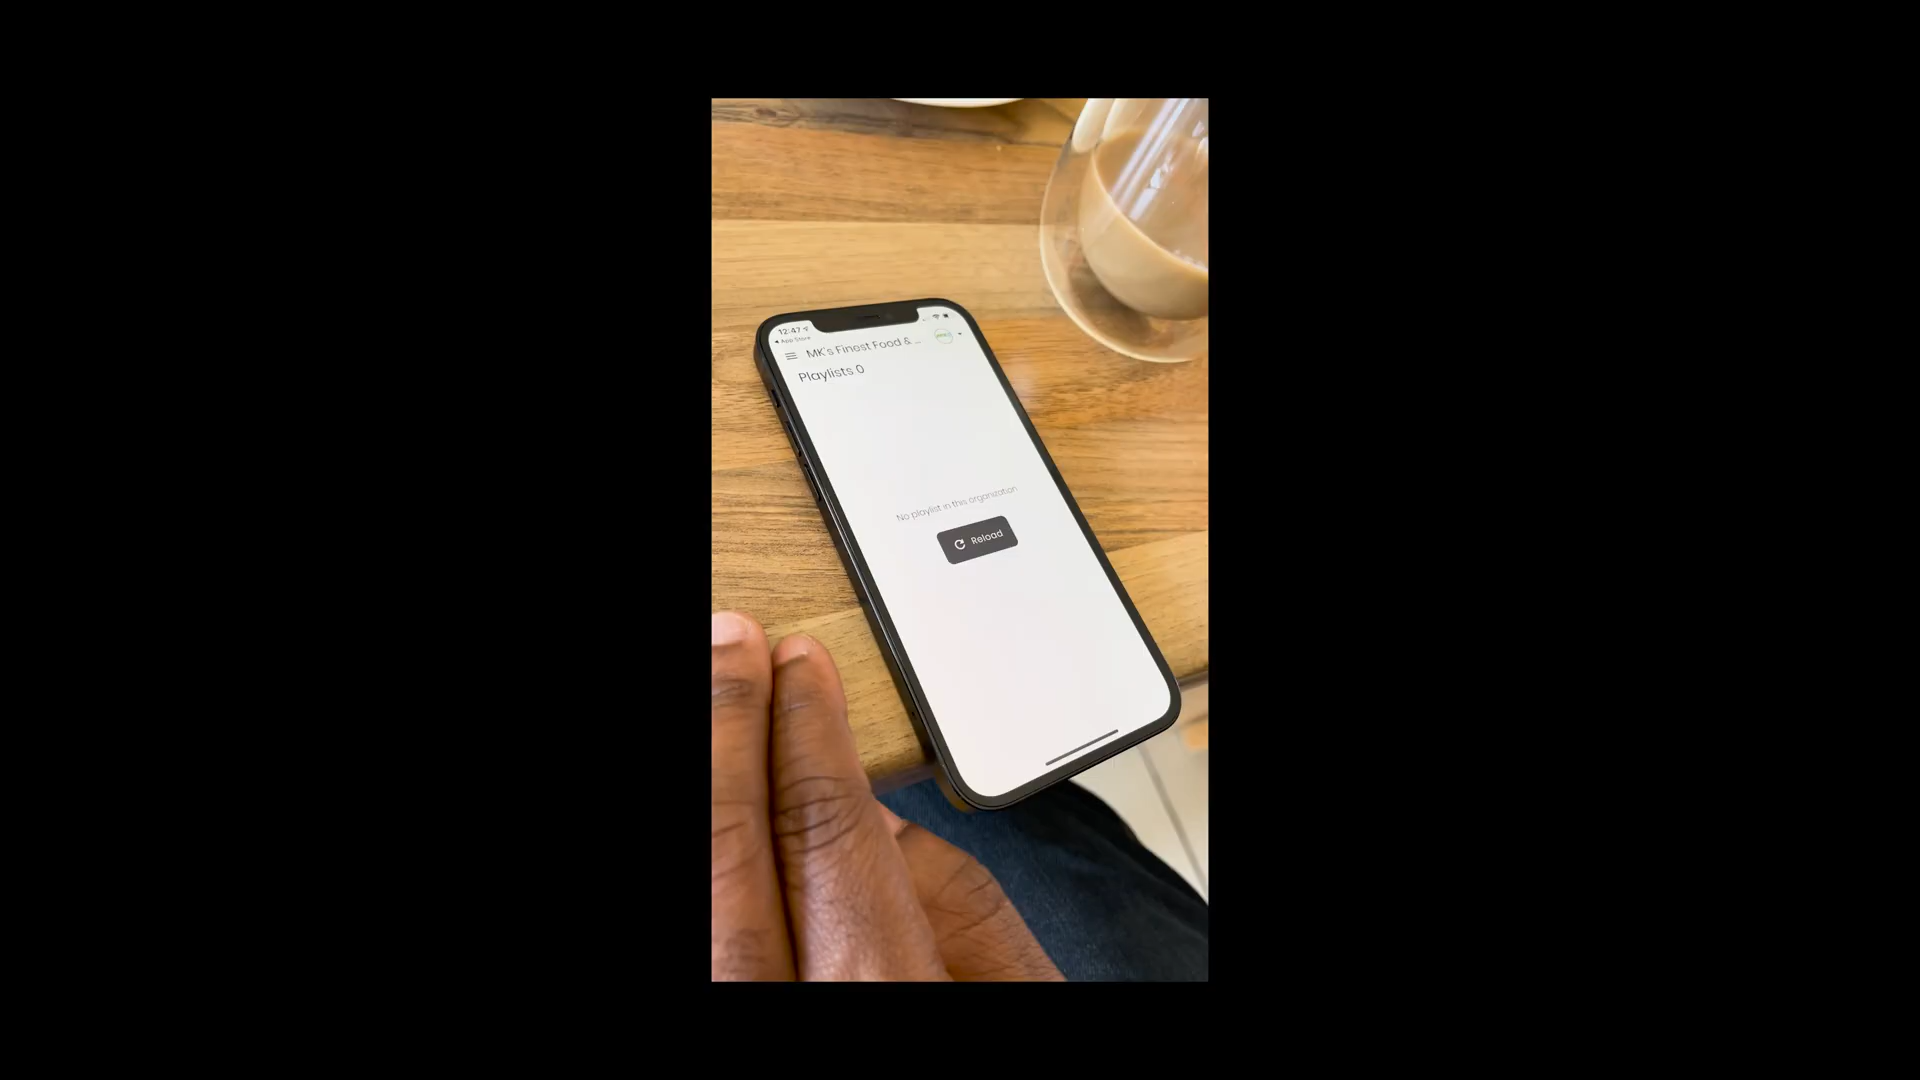 12:47
◀ App Store
MK's Finest Food & ...
Playlists 0
No playlist in this organization
Reload